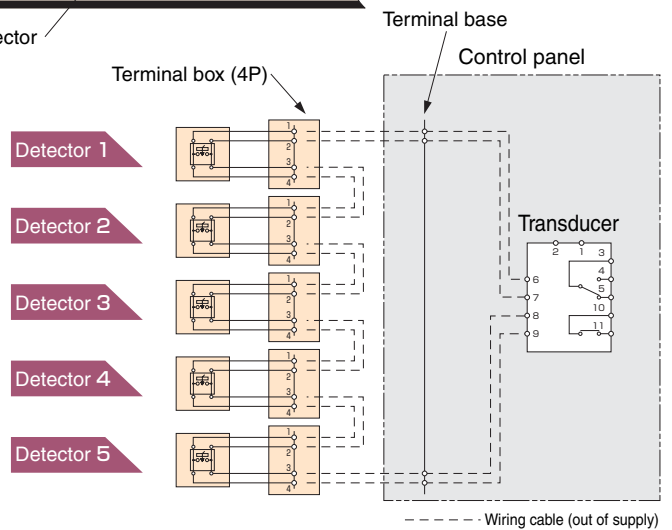 ector
Terminal base
Control panel
Terminal box (4P)
Detector 1
1
2
3
4
Detector 2
1
2
3
4
Detector 3
1
2
3
4
Detector 4
1
2
3
4
Detector 5
1
2
3
4
Transducer
2 1 3
4
6
5
7
10
8
11
9
Wiring cable (out of supply)